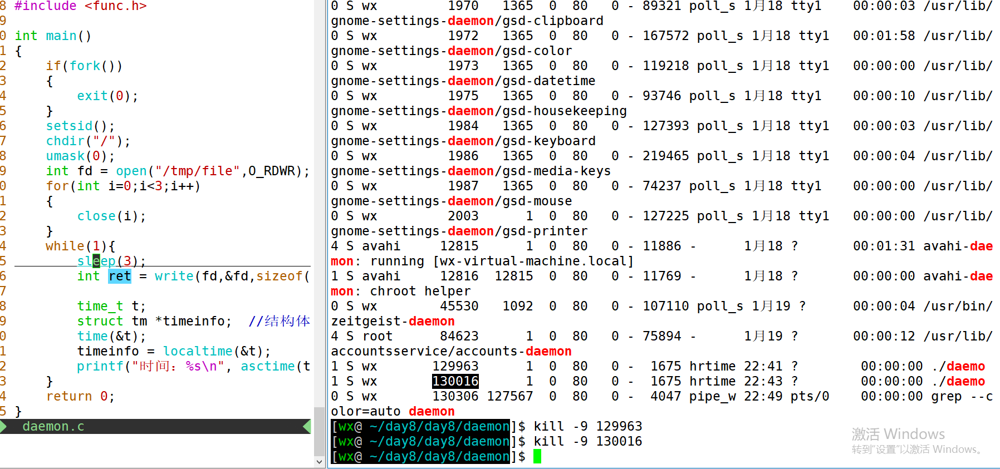 8 #include <func.h>
9
0 int main()
1 {
2     if(fork())
3     {
4         exit(0);
5     }
6     setsid();
7     chdir("/");
8     umask(0);
9     int fd = open("/tmp/file",O_RDWR);
0     for(int i=0;i<3;i++)
1     {
2         close(i);
3     }
4     while(1){
5         sleep(3);
6         int ret = write(fd,&fd,sizeof(
7
8         time_t t;
9         struct tm *timeinfo;  //结构体
0         time(&t);
1         timeinfo = localtime(&t);
2         printf("时间: %s\n", asctime(t
3     }
4     return 0;
5 }
daemon.c
0 S wx         1970   1365  0  80   0 - 89321 poll_s 1月18 tty1   00:00:03 /usr/lib/
gnome-settings-daemon/gsd-clipboard
0 S wx         1972   1365  0  80   0 - 167572 poll_s 1月18 tty1   00:01:58 /usr/lib/
gnome-settings-daemon/gsd-color
0 S wx         1973   1365  0  80   0 - 119218 poll_s 1月18 tty1   00:00:00 /usr/lib/
gnome-settings-daemon/gsd-datetime
0 S wx         1975   1365  0  80   0 - 93746 poll_s 1月18 tty1    00:00:10 /usr/lib/
gnome-settings-daemon/gsd-housekeeping
0 S wx         1984   1365  0  80   0 - 127393 poll_s 1月18 tty1   00:00:03 /usr/lib/
gnome-settings-daemon/gsd-keyboard
0 S wx         1986   1365  0  80   0 - 219465 poll_s 1月18 tty1   00:00:04 /usr/lib/
gnome-settings-daemon/gsd-media-keys
0 S wx         1987   1365  0  80   0 - 74237 poll_s 1月18 tty1    00:00:00 /usr/lib/
gnome-settings-daemon/gsd-mouse
0 S wx         2003      1  0  80   0 - 127225 poll_s 1月18 tty1   00:00:00 /usr/lib/
gnome-settings-daemon/gsd-printer
4 S avahi     12815      1  0  80   0 - 11886 -      1月18 ?       00:01:31 avahi-dae
mon: running [wx-virtual-machine.local]
1 S avahi     12816  12815  0  80   0 - 11769 -      1月18 ?       00:00:00 avahi-dae
mon: chroot helper
0 S wx        45530   1092  0  80   0 - 107110 poll_s 1月19 ?      00:00:04 /usr/bin/
zeitgeist-daemon
4 S root      84623      1  0  80   0 - 75894 -      1月19 ?       00:00:12 /usr/lib/
accountsservice/accounts-daemon
1 S wx       129963      1  0  80   0 -  1675 hrtime 22:41 ?        00:00:00 ./daemo
1 S wx       130016      1  0  80   0 -  1675 hrtime 22:43 ?        00:00:00 ./daemo
0 S wx       130306 127567  0  80   0 -  4047 pipe_w 22:49 pts/0    00:00:00 grep --c
olor=auto daemon
[wx@ ~/day8/day8/daemon]$ kill -9 129963
[wx@ ~/day8/day8/daemon]$ kill -9 130016
[wx@ ~/day8/day8/daemon]$
激活 Windows
转到“设置”以激活 Windows。